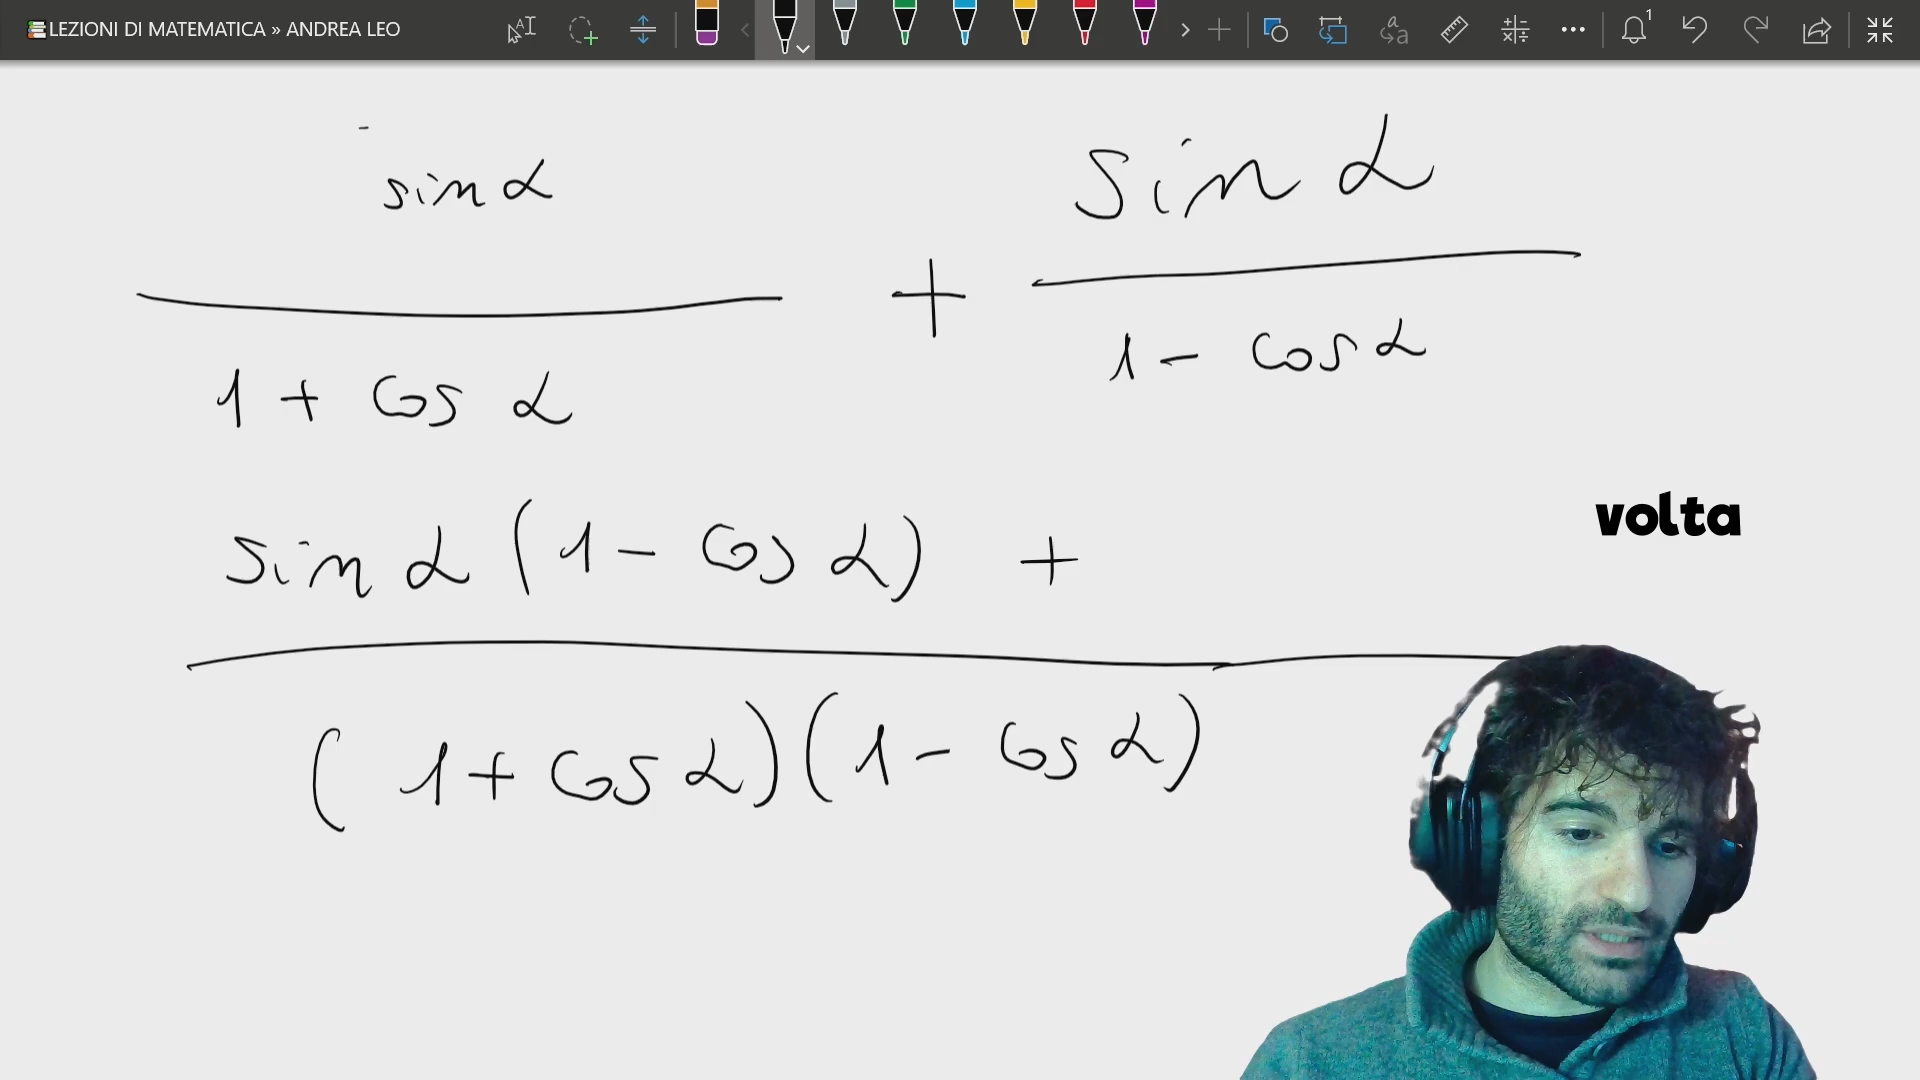 LEZIONI DI MATEMATICA » ANDREA LEO
sin α + sin α
1 + cos α 1 - cos α
volta
sin α (1 - cos α) +
(1 + cos α)(1 - cos α)